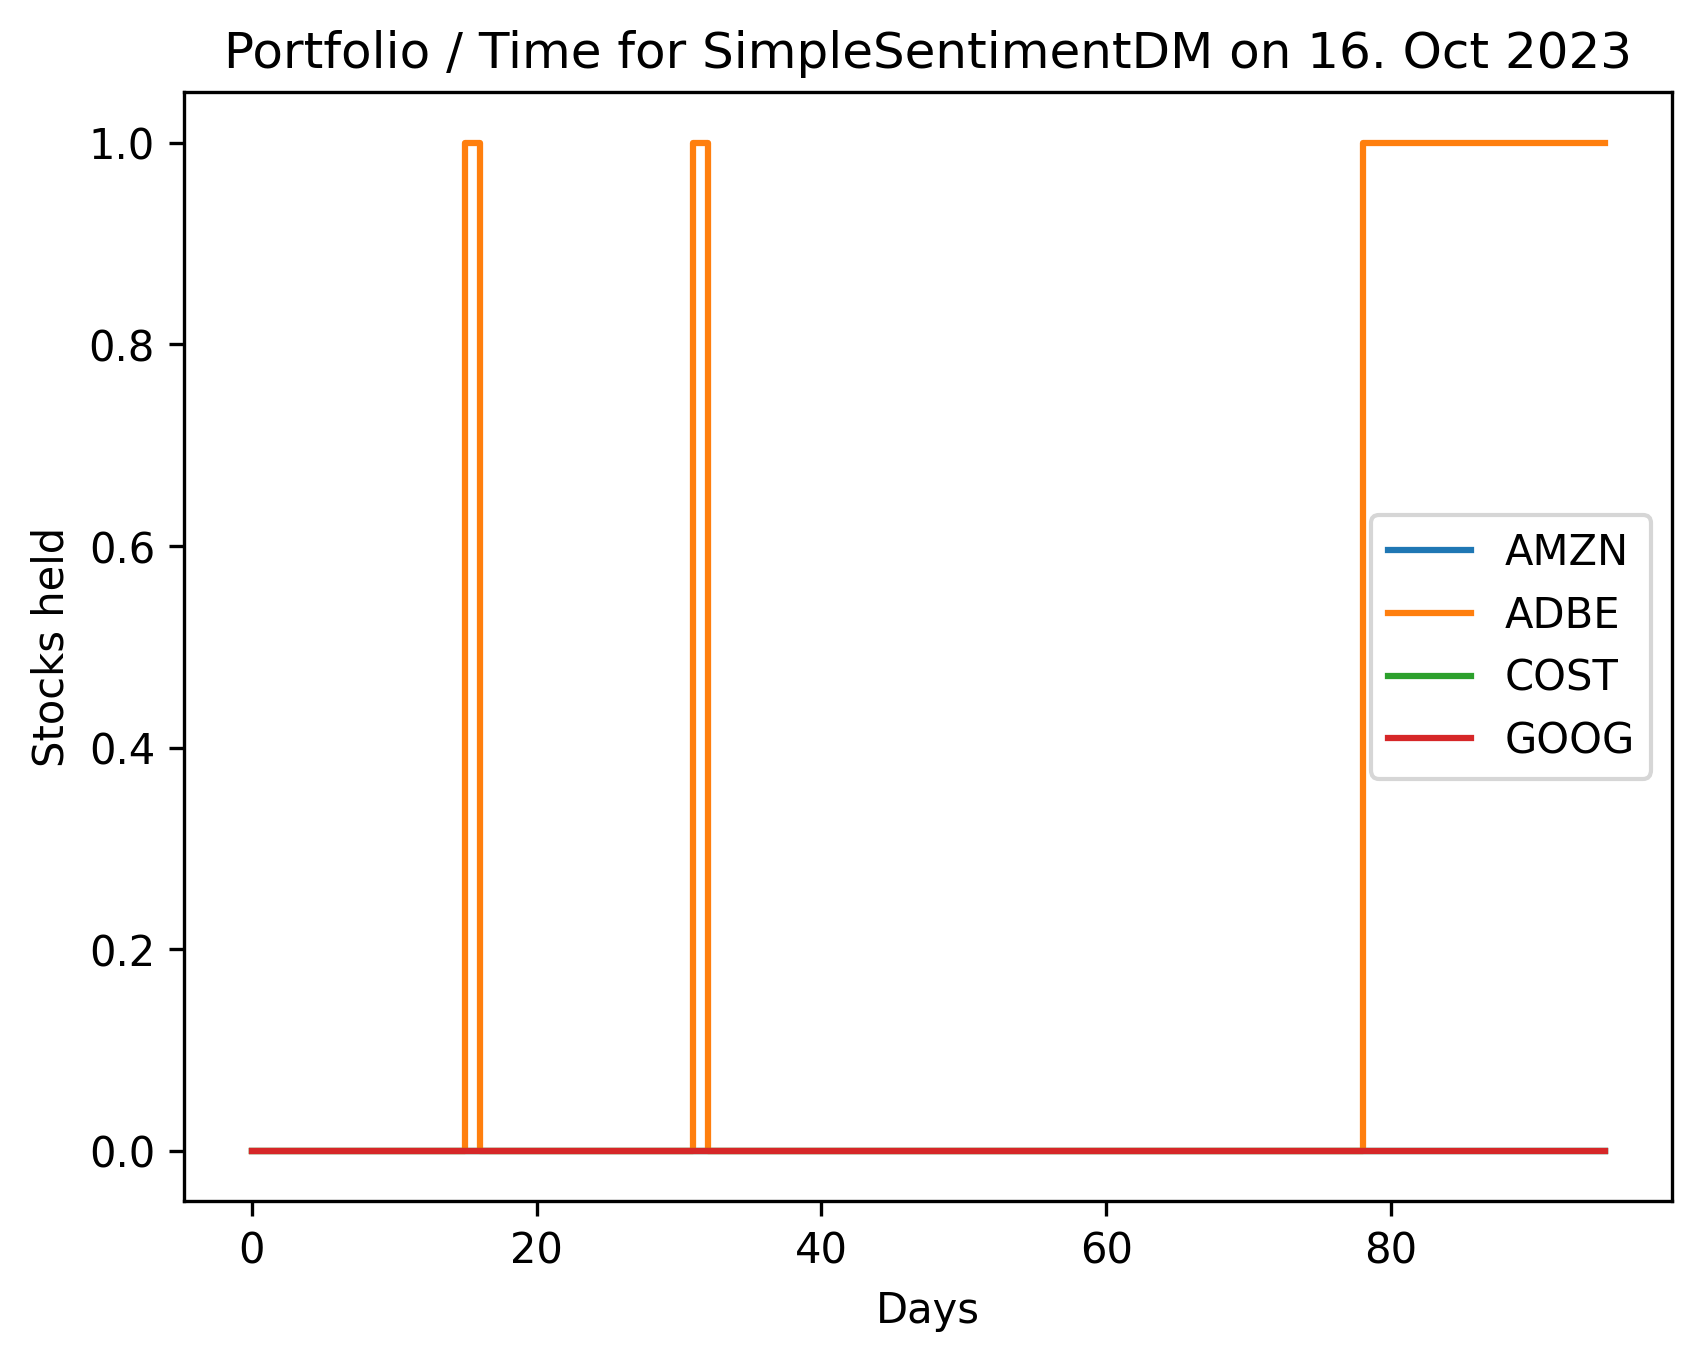 Portfolio / Time for SimpleSentimentDM on 16. Oct 2023
1.0
0.8
0.6
0.4
0.2
0.0
Stocks held
AMZN
ADBE
COST
GOOG
0 20 40 60 80
Days